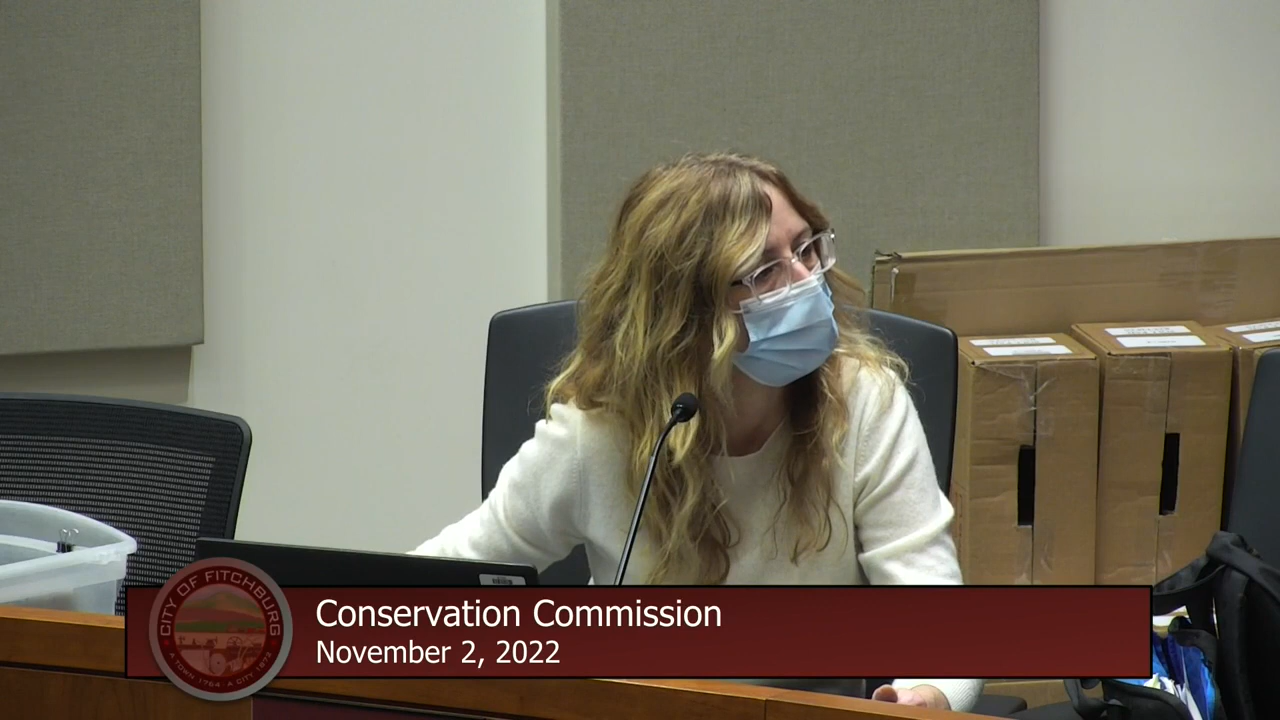 Conservation Commission
November 2, 2022
CITY OF FITCHBURG
A TOWN 1764 · A CITY 1872